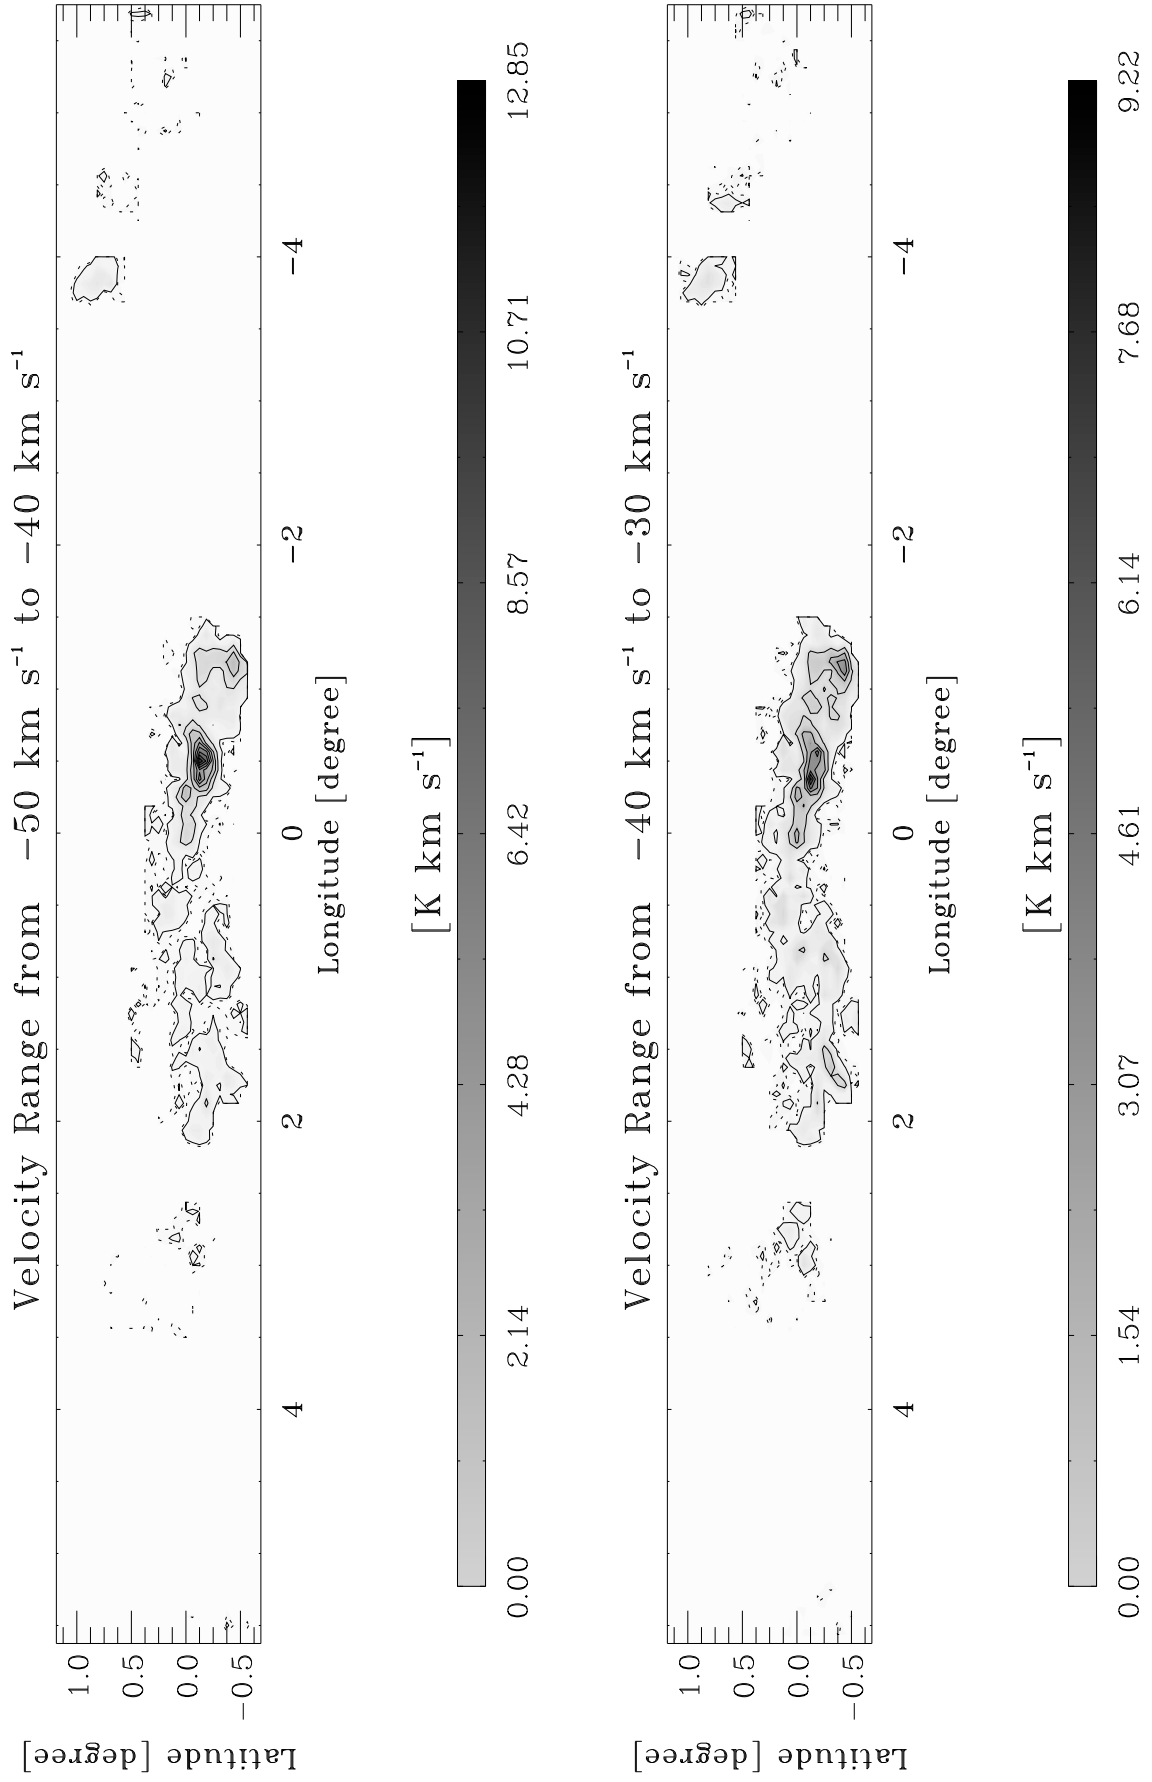 Velocity Range from −50 km s⁻¹ to −40 km s⁻¹
Latitude [degree]
1.0
0.5
0.0
−0.5
4 2 0 −2 −4
Longitude [degree]
[K km s⁻¹]
0.00 2.14 4.28 6.42 8.57 10.71 12.85
Velocity Range from −40 km s⁻¹ to −30 km s⁻¹
Latitude [degree]
1.0
0.5
0.0
−0.5
4 2 0 −2 −4
Longitude [degree]
[K km s⁻¹]
0.00 1.54 3.07 4.61 6.14 7.68 9.22